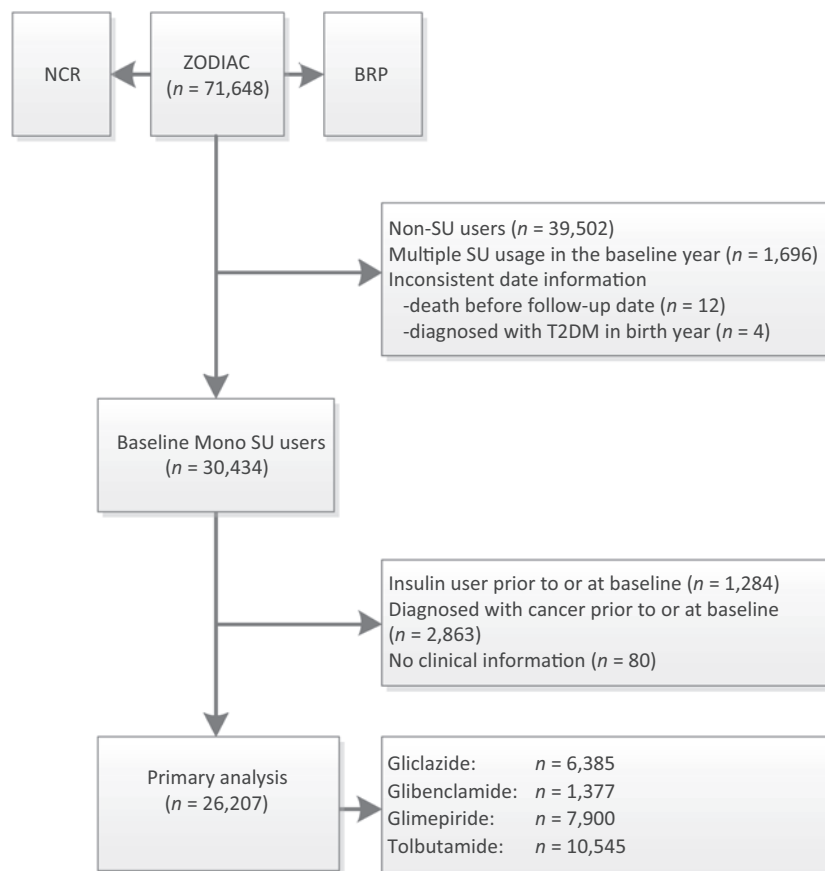 NCR
ZODIAC
(n = 71,648)
BRP
Non-SU users (n = 39,502)
Multiple SU usage in the baseline year (n = 1,696)
Inconsistent date information
-death before follow-up date (n = 12)
-diagnosed with T2DM in birth year (n = 4)
Baseline Mono SU users
(n = 30,434)
Insulin user prior to or at baseline (n = 1,284)
Diagnosed with cancer prior to or at baseline
(n = 2,863)
No clinical information (n = 80)
Primary analysis
(n = 26,207)
Gliclazide: n = 6,385
Glibenclamide: n = 1,377
Glimepiride: n = 7,900
Tolbutamide: n = 10,545